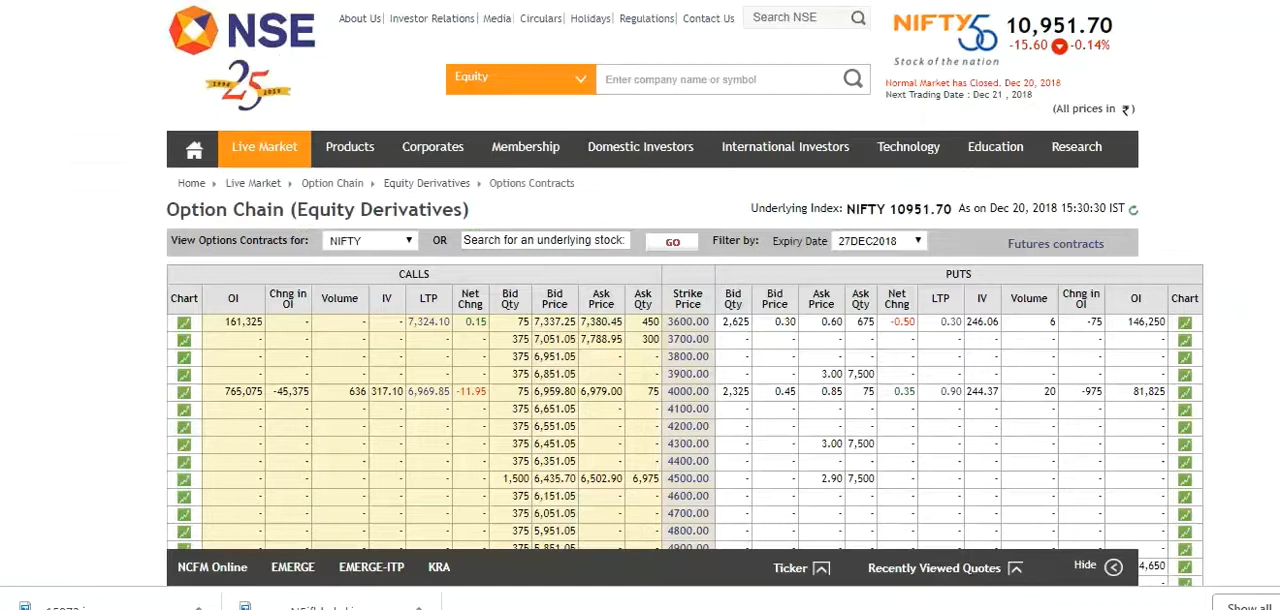 NSE
1994 25 2019
About Us| Investor Relations| Media| Circulars| Holidays| Regulations| Contact Us
Search NSE
NIFTY50
Stock of the nation
10,951.70
-15.60 -0.14%
Equity
Enter company name or symbol
Normal Market has Closed. Dec 20, 2018
Next Trading Date : Dec 21 , 2018
(All prices in ₹)
Live Market Products Corporates Membership Domestic Investors International Investors Technology Education Research
Home Live Market Option Chain Equity Derivatives Options Contracts
Option Chain (Equity Derivatives)
Underlying Index: NIFTY 10951.70 As on Dec 20, 2018 15:30:30 IST
View Options Contracts for: NIFTY OR Search for an underlying stock: GO Filter by: Expiry Date 27DEC2018 Futures contracts
CALLS PUTS
Chart OI Chng in OI Volume IV LTP Net Chng Bid Qty Bid Price Ask Price Ask Qty Strike Price Bid Qty Bid Price Ask Price Ask Qty Net Chng LTP IV Volume Chng in OI OI Chart
161,325 - - - 7,324.10 0.15 75 7,337.25 7,380.45 450 3600.00 2,625 0.30 0.60 675 -0.50 0.30 246.06 6 -75 146,250
- - - - - - 375 7,051.05 7,788.95 300 3700.00 - - - - - - - - - -
- - - - - - 375 6,951.05 - - 3800.00 - - - - - - - - - -
- - - - - - 375 6,851.05 - - 3900.00 - - 3.00 7,500 - - - - - -
765,075 -45,375 636 317.10 6,969.85 -11.95 75 6,959.80 6,979.00 75 4000.00 2,325 0.45 0.85 75 0.35 0.90 244.37 20 -975 81,825
- - - - - - 375 6,651.05 - - 4100.00 - - - - - - - - - -
- - - - - - 375 6,551.05 - - 4200.00 - - - - - - - - - -
- - - - - - 375 6,451.05 - - 4300.00 - - 3.00 7,500 - - - - - -
- - - - - - 375 6,351.05 - - 4400.00 - - - - - - - - - -
- - - - - - 1,500 6,435.70 6,502.90 6,975 4500.00 - - 2.90 7,500 - - - - - -
- - - - - - 375 6,151.05 - - 4600.00 - - - - - - - - - -
- - - - - - 375 6,051.05 - - 4700.00 - - - - - - - - - -
- - - - - - 375 5,951.05 - - 4800.00 - - - - - - - - - -
375 5,851.05 4900.00
NCFM Online EMERGE EMERGE-ITP KRA Ticker Recently Viewed Quotes Hide 4,650
Show all